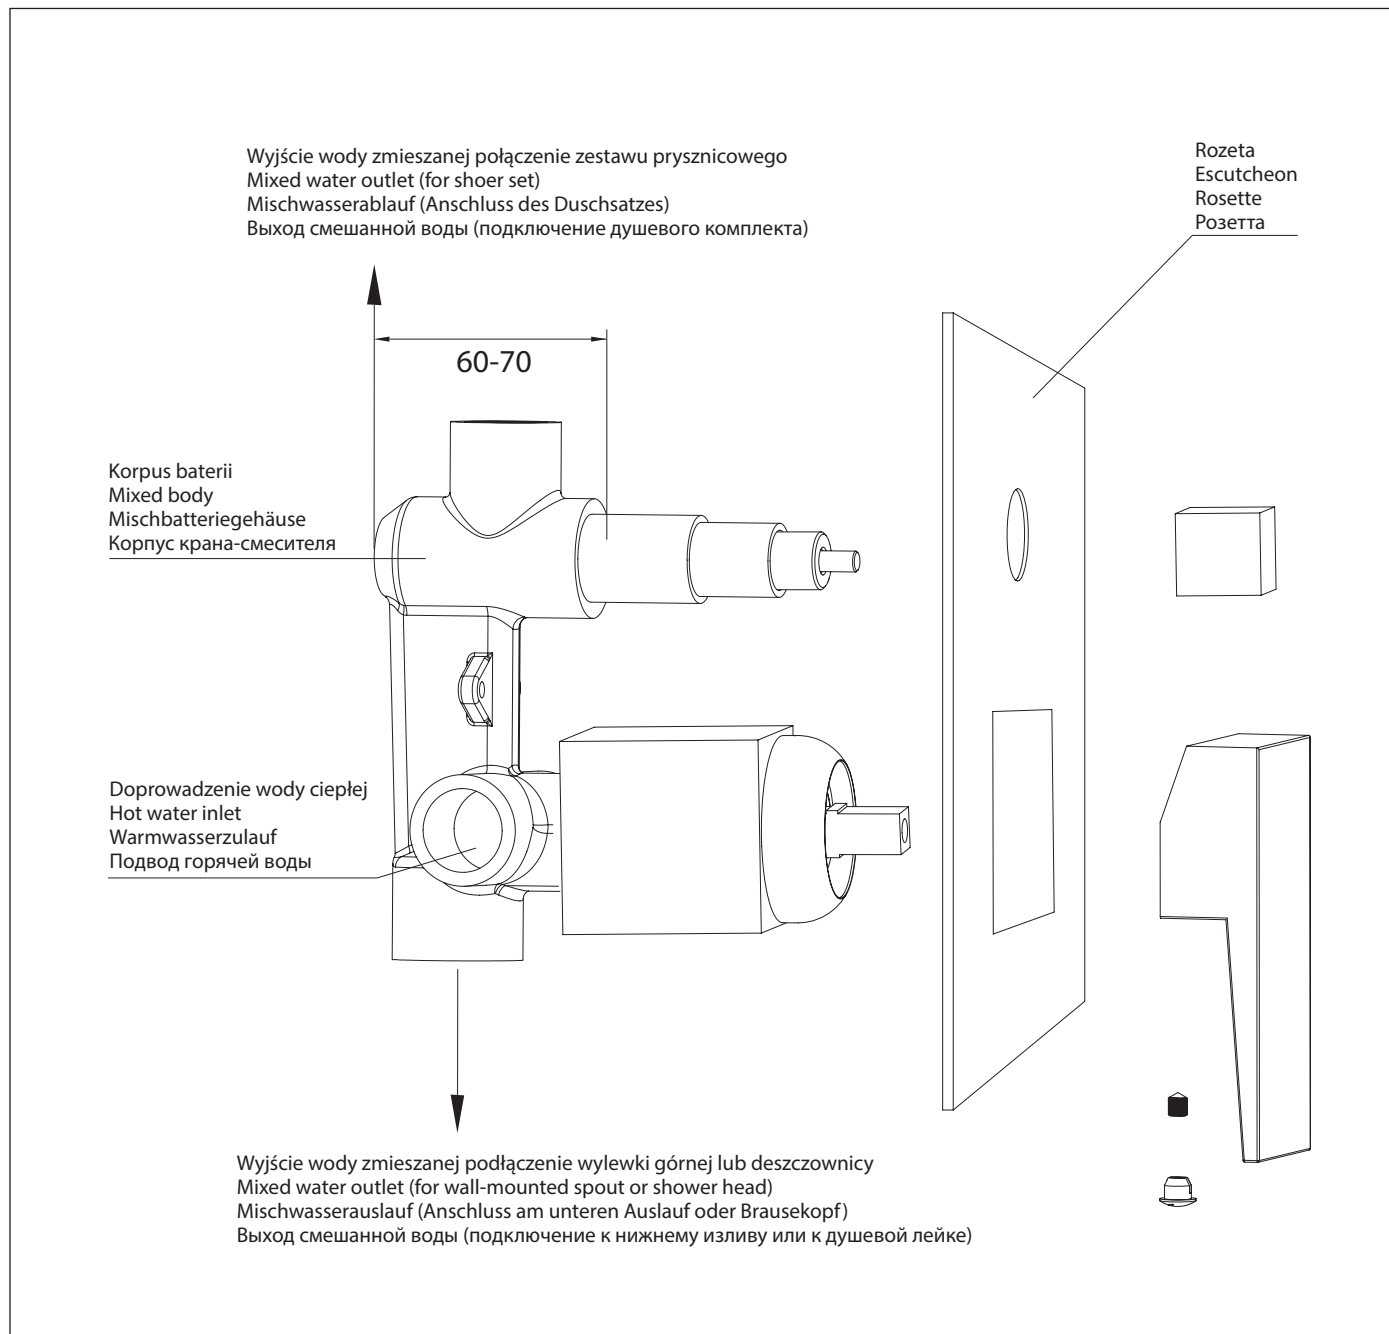 Wyjście wody zmieszanej połączenie zestawu prysznicowego
Mixed water outlet (for shoer set)
Mischwasserablauf (Anschluss des Duschsatzes)
Выход смешанной воды (подключение душевого комплекта)
Rozeta
Escutcheon
Rosette
Розетта
60-70
Korpus baterii
Mixed body
Mischbatteriegehäuse
Корпус крана-смесителя
Doprowadzenie wody ciepłej
Hot water inlet
Warmwasserzulauf
Подвод горячей воды
Wyjście wody zmieszanej podłączenie wylewki górnej lub deszczownicy
Mixed water outlet (for wall-mounted spout or shower head)
Mischwasserauslauf (Anschluss am unteren Auslauf oder Brausekopf)
Выход смешанной воды (подключение к нижнему изливу или к душевой лейке)